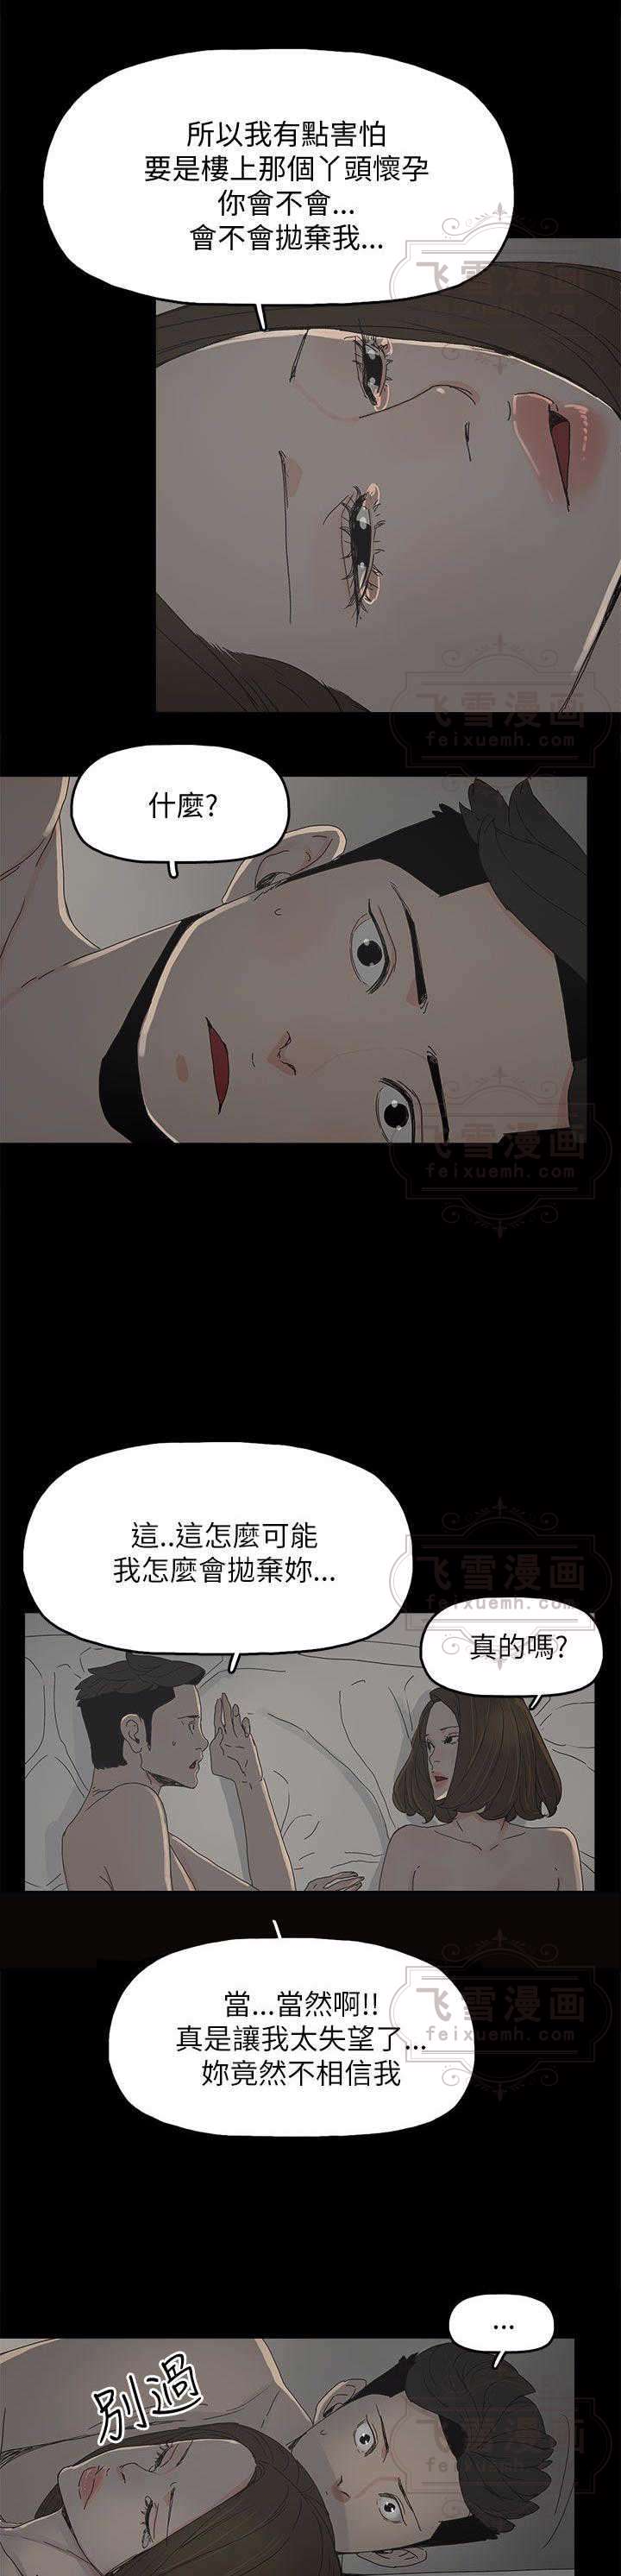 所以我有點害怕
要是樓上那個丫頭懷孕
你會不會...
會不會拋棄我...
飞雪漫画
feixuemh.com
飞雪漫画
feixuemh.com
什麼?
飞雪漫画
feixuemh.com
這..這怎麼可能
我怎麼會拋棄妳...
飞雪漫画
feixuemh.com
真的嗎?
當...當然啊!!
真是讓我太失望了...
妳竟然不相信我
飞雪漫画
feixuemh.com
...
別過
飞雪漫画
feixuemh.com